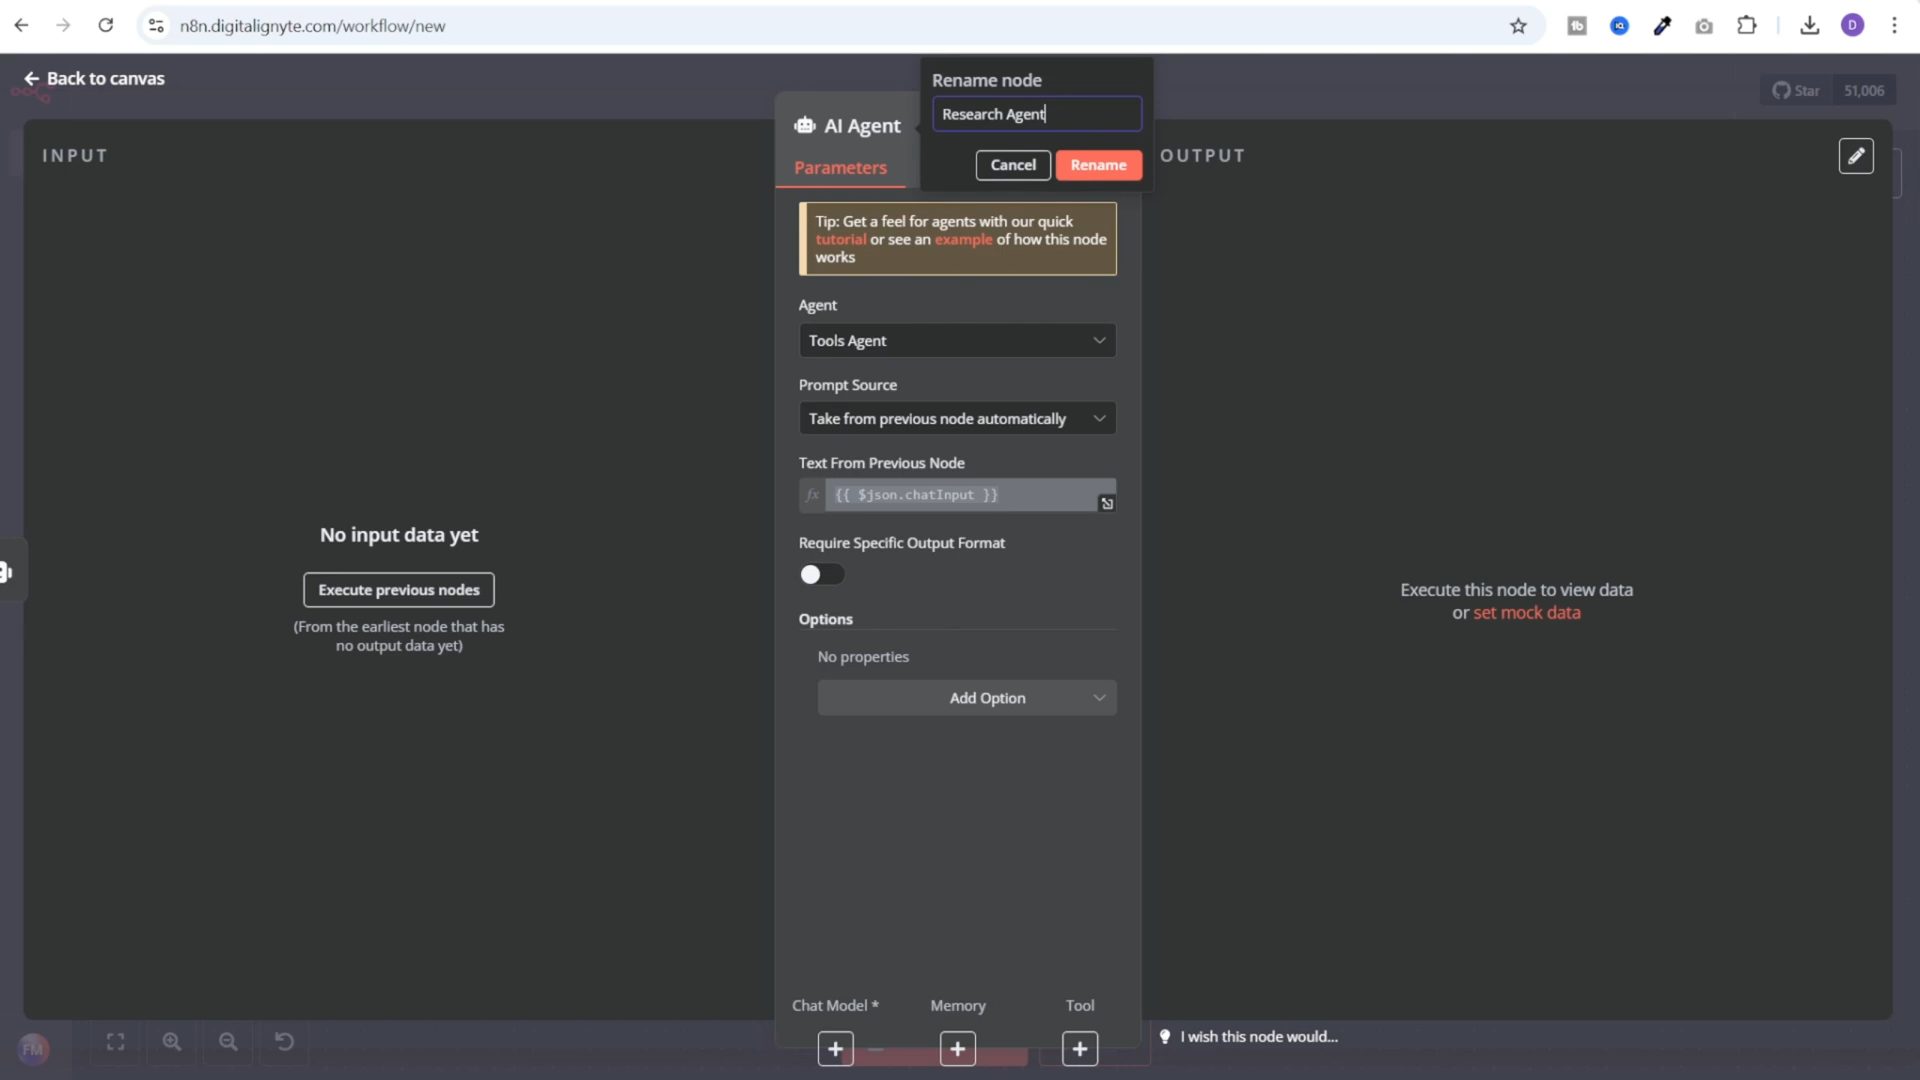 n8n.digitalignyte.com/workflow/new
Back to canvas
Star 51,006
Rename node
Research Agent
Cancel
Rename
AI Agent
Parameters
INPUT
OUTPUT
Tip: Get a feel for agents with our quick
tutorial or see an example of how this node
works
Agent
Tools Agent
Prompt Source
Take from previous node automatically
Text From Previous Node
fx {{ $json.chatInput }}
Require Specific Output Format
Options
No properties
Add Option
No input data yet
Execute previous nodes
(From the earliest node that has
no output data yet)
Execute this node to view data
or set mock data
Chat Model *
Memory
Tool
I wish this node would...
FM
D